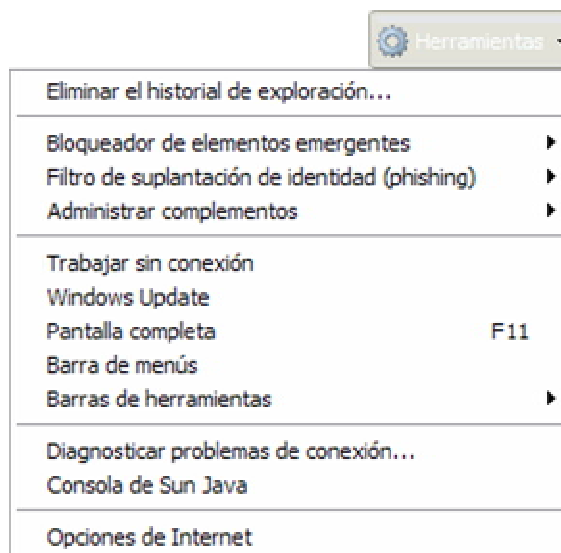 Herramientas
Eliminar el historial de exploración...
Bloqueador de elementos emergentes
Filtro de suplantación de identidad (phishing)
Administrar complementos
Trabajar sin conexión
Windows Update
Pantalla completa F11
Barra de menús
Barras de herramientas
Diagnosticar problemas de conexión...
Consola de Sun Java
Opciones de Internet